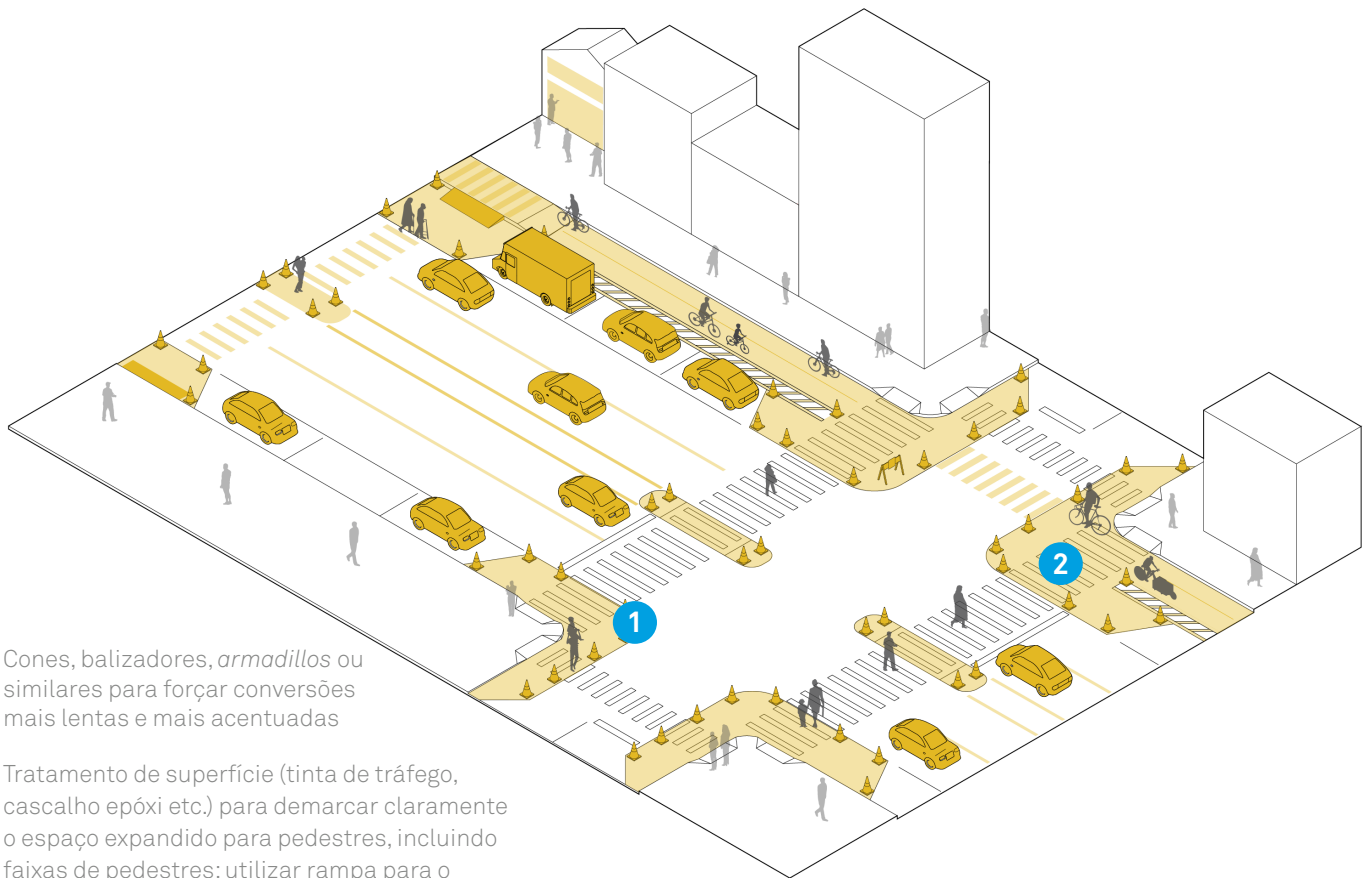 1
2
Cones, balizadores, armadillos ou
similares para forçar conversões
mais lentas e mais acentuadas
Tratamento de superfície (tinta de tráfego,
cascalho epóxi etc.) para demarcar claramente
o espaço expandido para pedestres, incluindo
faixas de pedestres; utilizar rampa para o